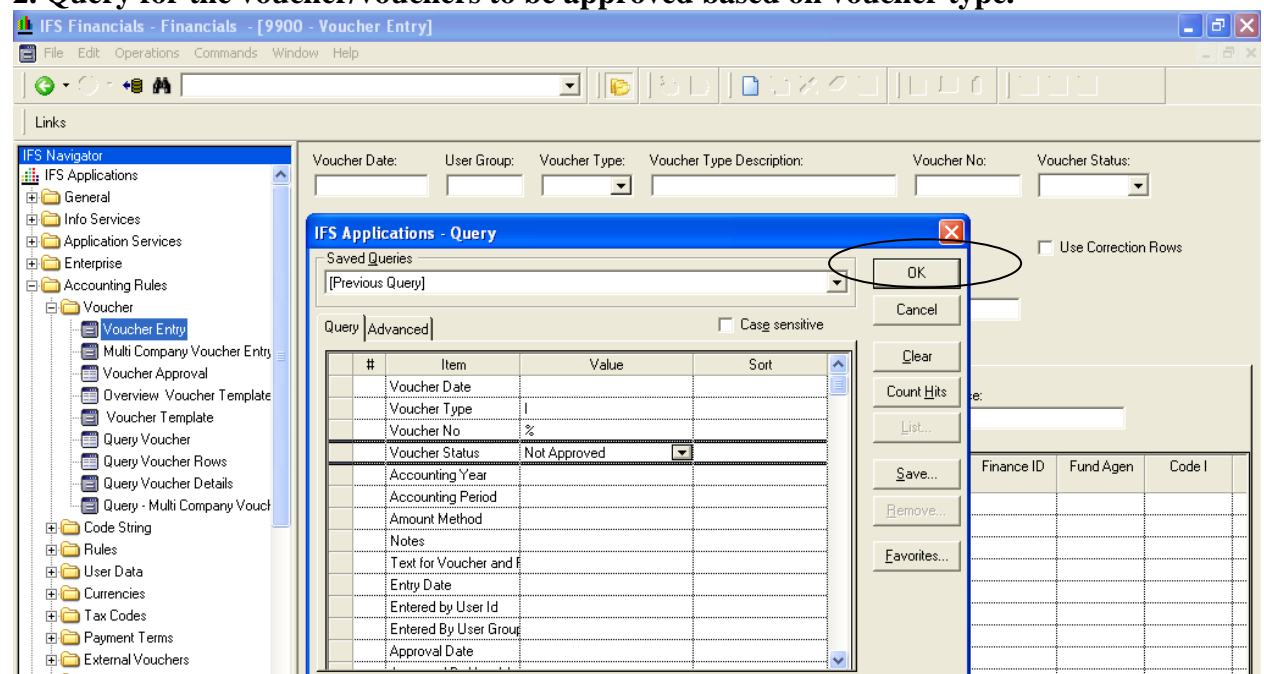 2. Query for the voucher/vouchers to be approved based on voucher type.
IFS Financials - Financials - [9900 - Voucher Entry]
File Edit Operations Commands Window Help
Links
IFS Navigator
IFS Applications
General
Info Services
Application Services
Enterprise
Accounting Rules
Voucher
Voucher Entry
Multi Company Voucher Entry
Voucher Approval
Overview Voucher Template
Voucher Template
Query Voucher
Query Voucher Rows
Query Voucher Details
Query - Multi Company Vouch
Code String
Rules
User Data
Currencies
Tax Codes
Payment Terms
External Vouchers
Voucher Date: User Group: Voucher Type: Voucher Type Description: Voucher No: Voucher Status:
Use Correction Rows
IFS Applications - Query
Saved Queries
[Previous Query]
Query Advanced
Case sensitive
# Item Value Sort
Voucher Date
Voucher Type I
Voucher No %
Voucher Status Not Approved
Accounting Year
Accounting Period
Amount Method
Notes
Text for Voucher and
Entry Date
Entered by User Id
Entered By User Group
Approval Date
OK
Cancel
Clear
Count Hits
List...
Save...
Remove...
Favorites...
ce:
Finance ID Fund Agen Code I